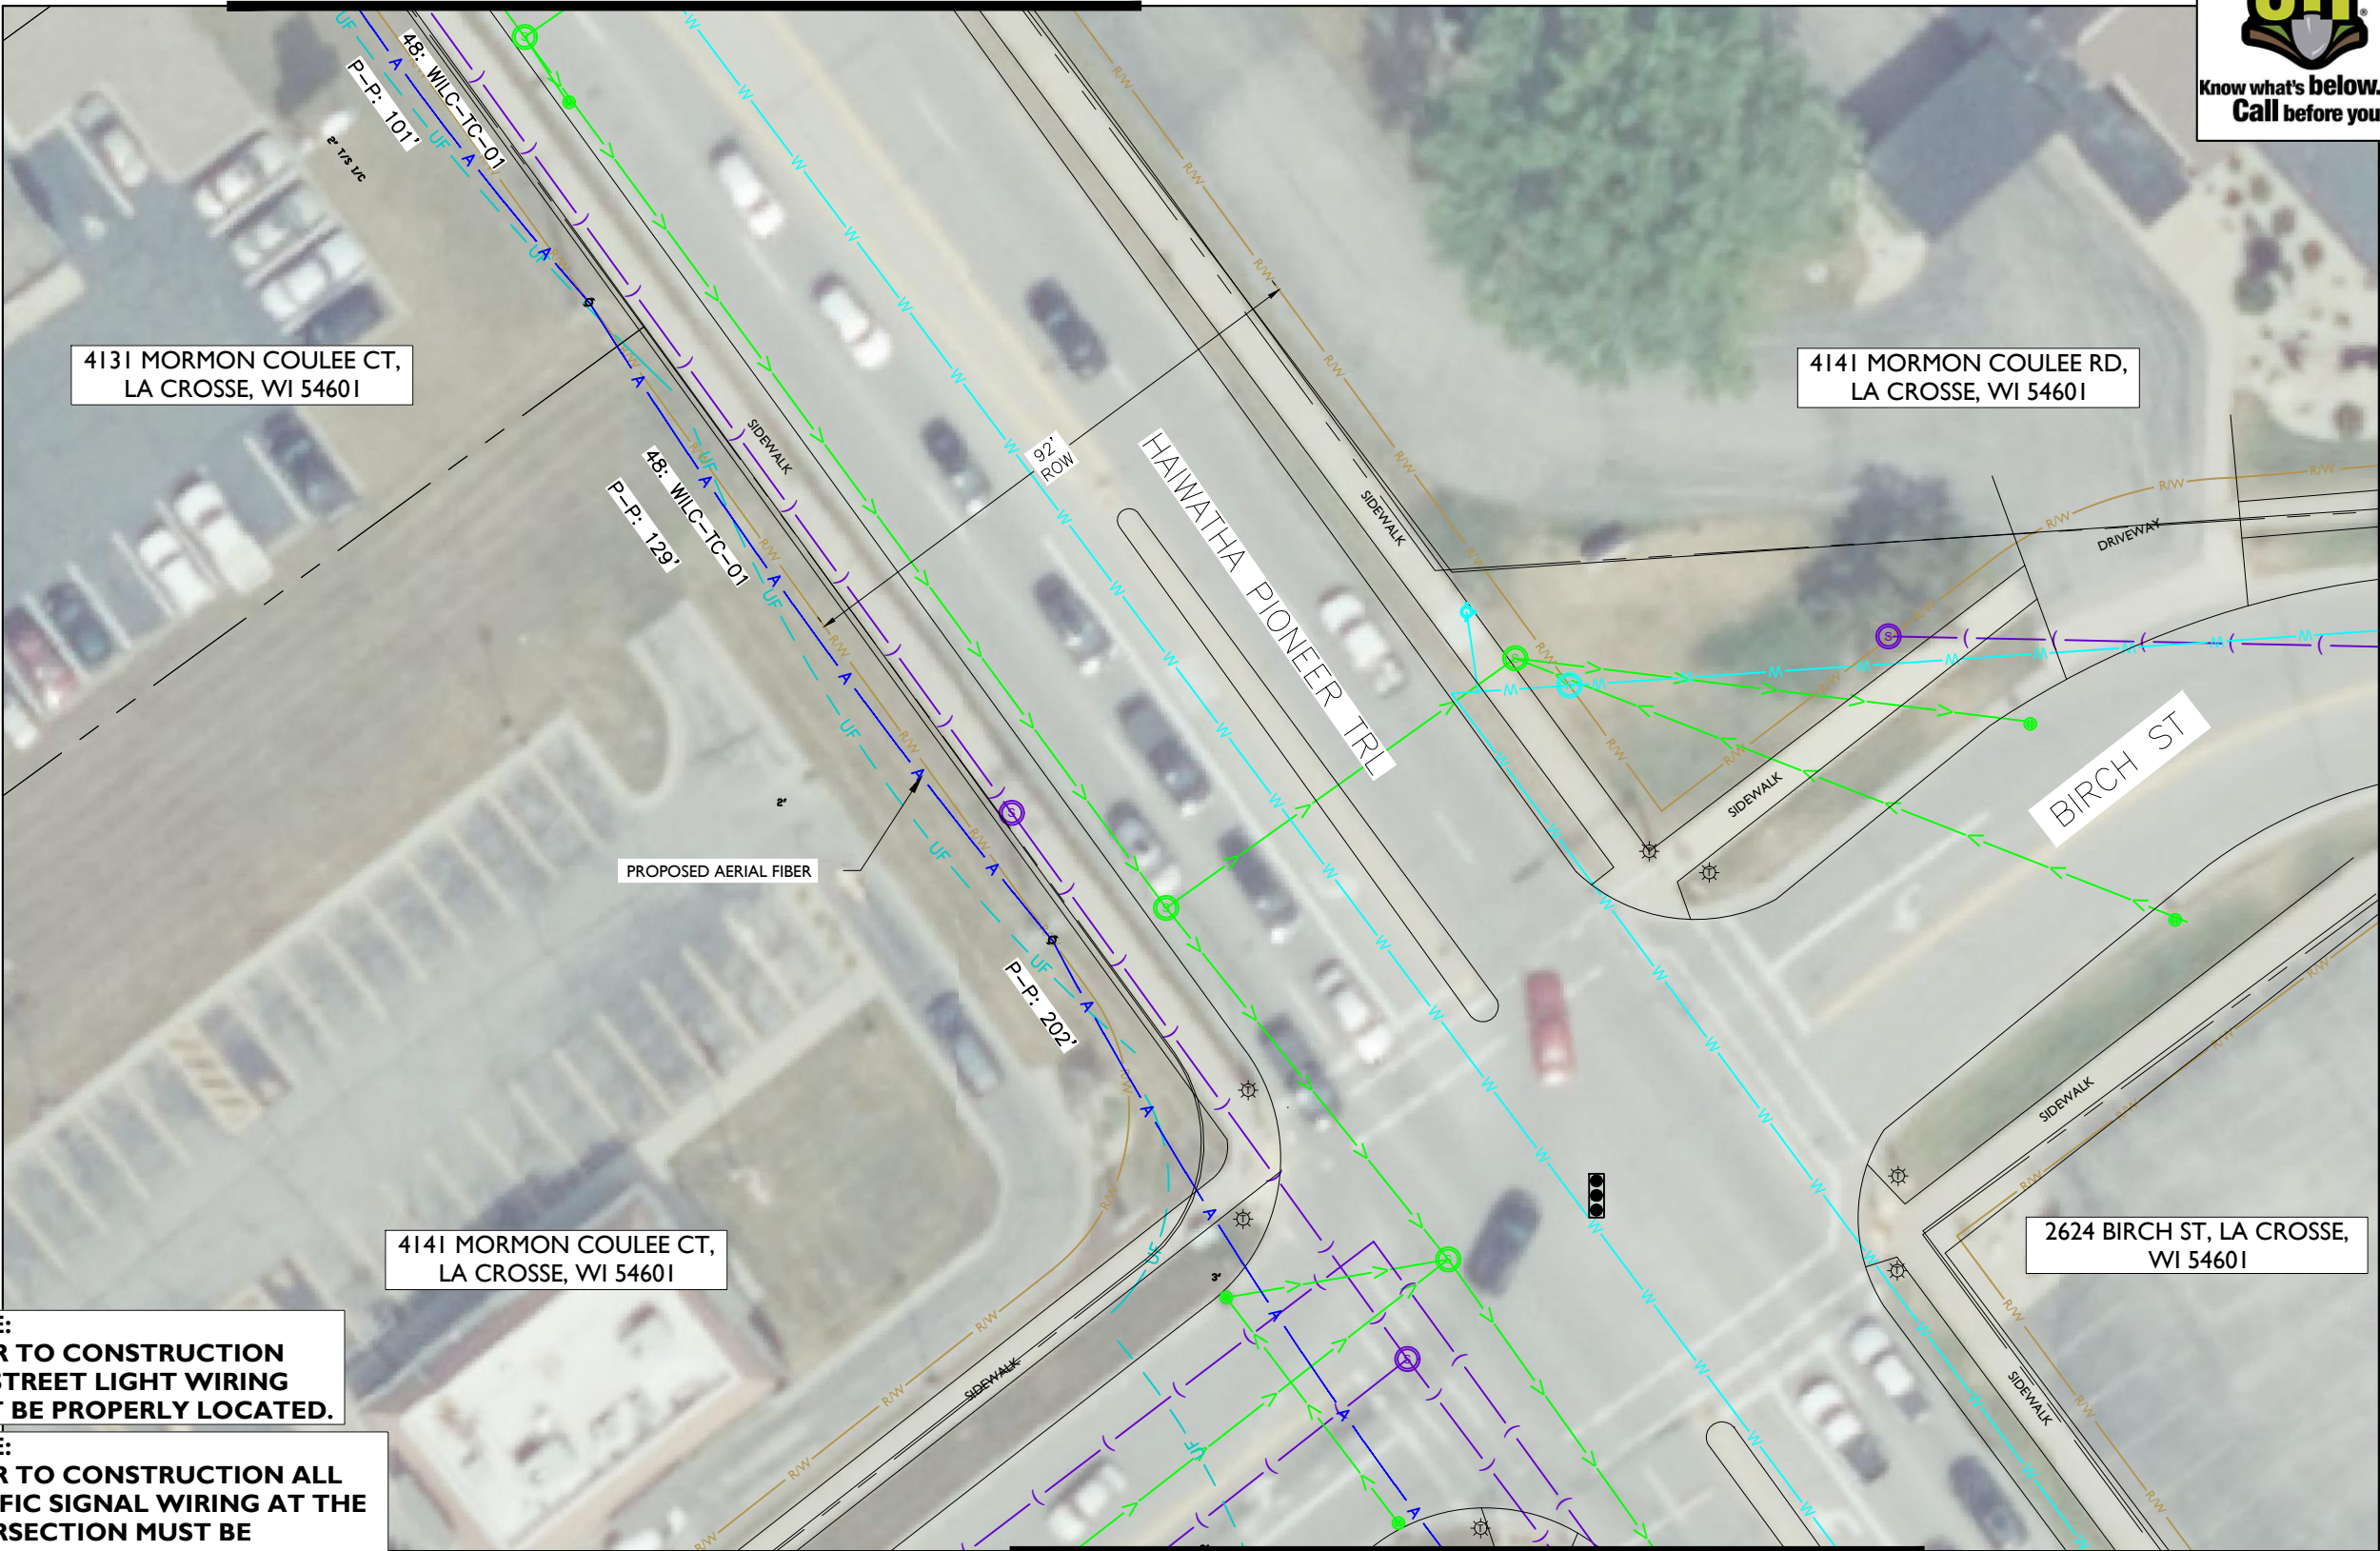 Know what's below.
Call before you
48: WILC-TC-01
P-P: 101'
2" T/S I/C
4131 MORMON COULEE CT,
LA CROSSE, WI 54601
4141 MORMON COULEE RD,
LA CROSSE, WI 54601
SIDEWALK
92'
ROW
48: WILC-TC-01
P-P: 129'
HAIWATHA PIONEER TRL
SIDEWALK
DRIVEWAY
BIRCH ST
SIDEWALK
2"
PROPOSED AERIAL FIBER
P-P: 202'
SIDEWALK
4141 MORMON COULEE CT,
LA CROSSE, WI 54601
3"
2624 BIRCH ST, LA CROSSE,
WI 54601
SIDEWALK
SIDEWALK
R TO CONSTRUCTION
STREET LIGHT WIRING
T BE PROPERLY LOCATED.
E:
R TO CONSTRUCTION ALL
FIC SIGNAL WIRING AT THE
RSECTION MUST BE
R/W
UF
A
W
S
T